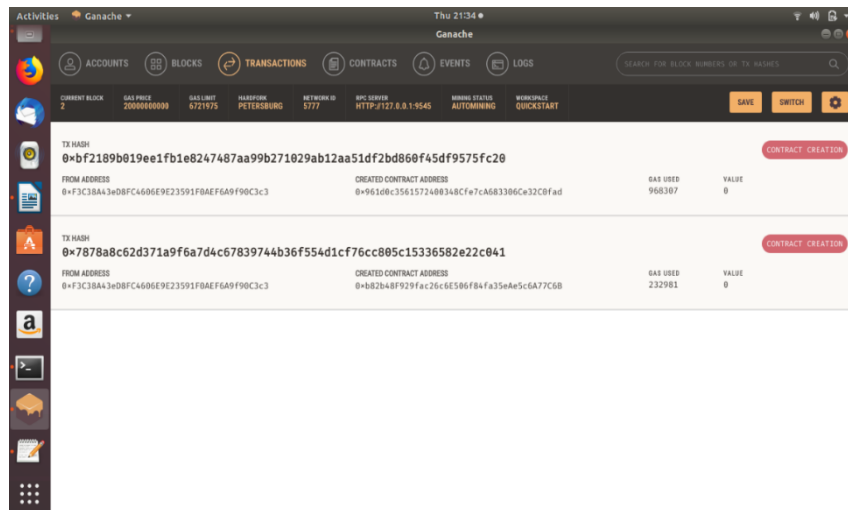 Activities Ganache Thu 21:34
Ganache
ACCOUNTS BLOCKS TRANSACTIONS CONTRACTS EVENTS LOGS SEARCH FOR BLOCK NUMBERS OR TX HASHES
CURRENT BLOCK GAS PRICE GAS LIMIT HARDFORK NETWORK ID RPC SERVER MINING STATUS WORKSPACE
2 20000000000 6721975 PETERSBURG 5777 HTTP://127.0.0.1:9545 AUTOMINING QUICKSTART SAVE SWITCH
TX HASH
0×bf2189b019ee1fb1e8247487aa99b271029ab12aa51df2bd860f45df9575fc20 CONTRACT CREATION
FROM ADDRESS CREATED CONTRACT ADDRESS GAS USED VALUE
0×F3C38A43eD8FC4606E9E23591F0AEF6A9f90C3c3 0×961d0c3561572400348Cfe7cA683306Ce32C0fad 968307 0
TX HASH
0×7878a8c62d371a9f6a7d4c67839744b36f554d1cf76cc805c15336582e22c041 CONTRACT CREATION
FROM ADDRESS CREATED CONTRACT ADDRESS GAS USED VALUE
0×F3C38A43eD8FC4606E9E23591F0AEF6A9f90C3c3 0×b82b48F929fac26c6E506f84fa35eAe5c6A77C6B 232981 0